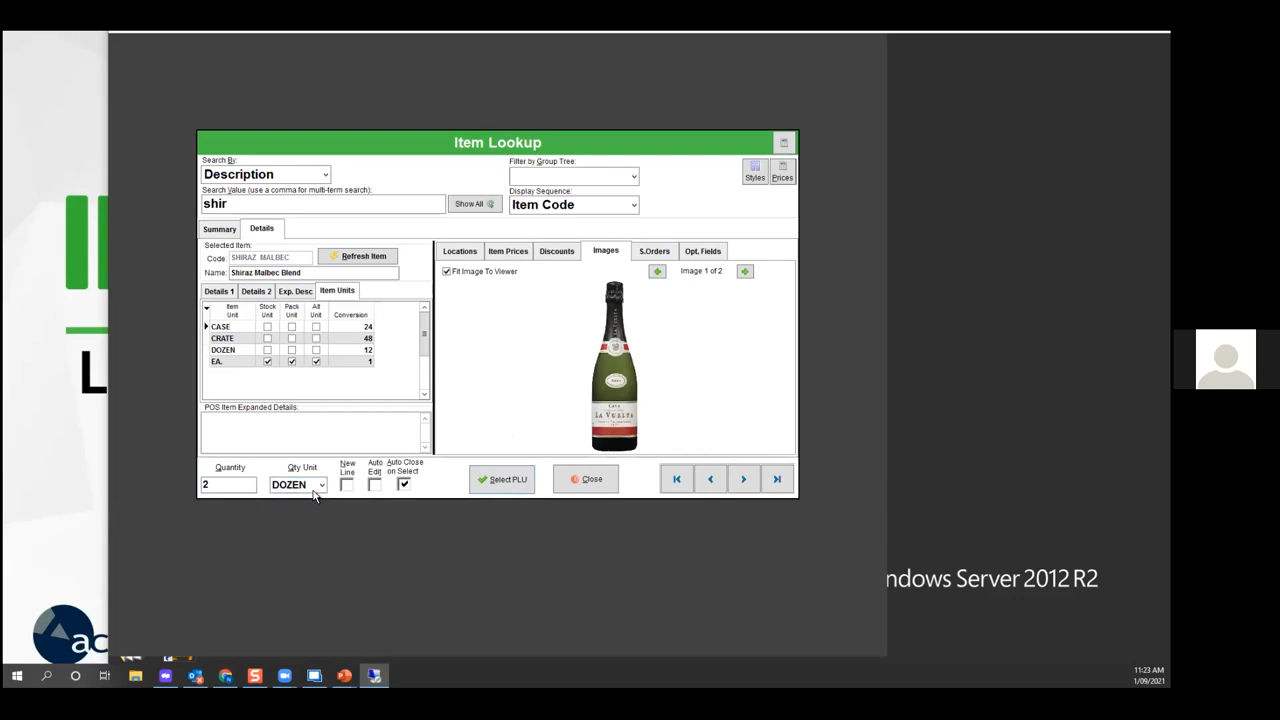 Item Lookup
Search By:
Description
Filter by Group Tree:
Styles
Prices
Search Value (use a comma for multi-term search):
shir
Show All
Display Sequence:
Item Code
Summary
Details
Selected Item:
Code: SHIRAZ MALBEC
Refresh Item
Name: Shiraz Malbec Blend
Details 1 Details 2 Exp. Desc Item Units
Item Unit Stock Unit Pack Unit Alt Unit Conversion
CASE 24
CRATE 48
DOZEN 12
EA. 1
POS Item Expanded Details:
Locations Item Prices Discounts Images S.Orders Opt. Fields
Fit Image To Viewer
Image 1 of 2
CAVA
LA VUELTA
Quantity
2
Qty Unit
DOZEN
New Line
Auto Edit
Auto Close on Select
Select PLU
Close
L
ac
ndows Server 2012 R2
11:23 AM
1/09/2021